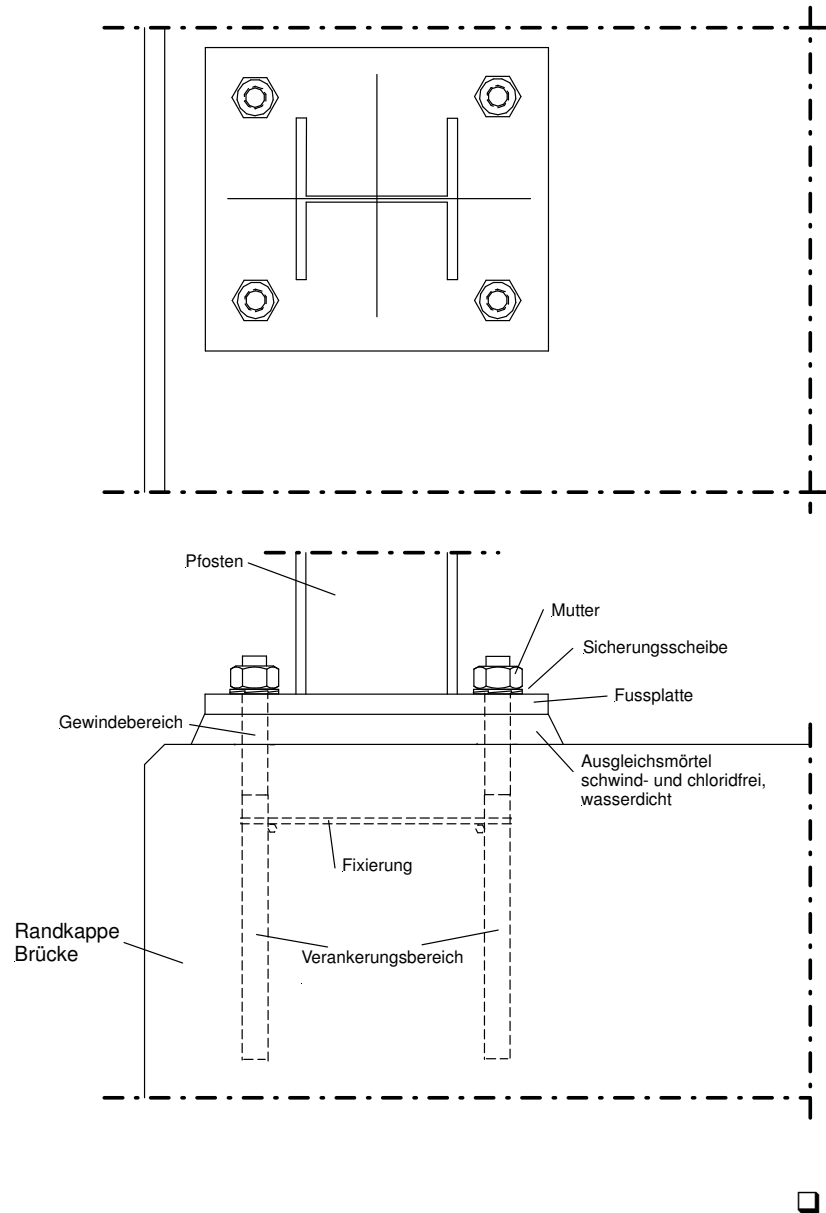 Pfosten
Mutter
Sicherungsscheibe
Fussplatte
Gewindebereich
Ausgleichsmörtel
schwind- und chloridfrei,
wasserdicht
Fixierung
Randkappe
Brücke
Verankerungsbereich